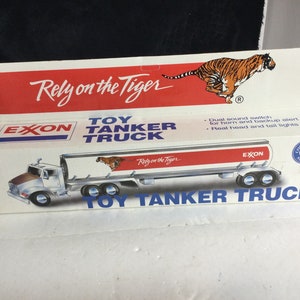 Rely on the Tiger
®
EXXON
TOY
TANKER
TRUCK
• Dual sound switch
for horn and backup alert
• Real head and tail lights
Rely on the Tiger
EXXON
TOY TANKER TRUCK